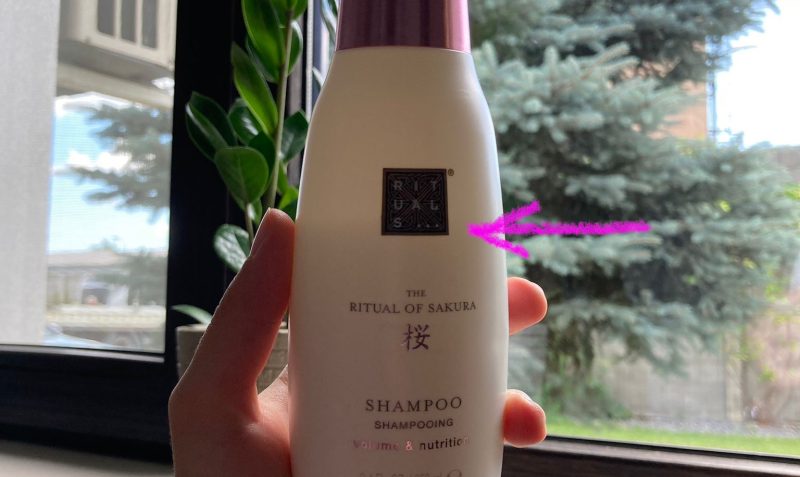 RIT
UAL
S...
®
THE
RITUAL OF SAKURA
桜
SHAMPOO
SHAMPOOING
volume & nutrition